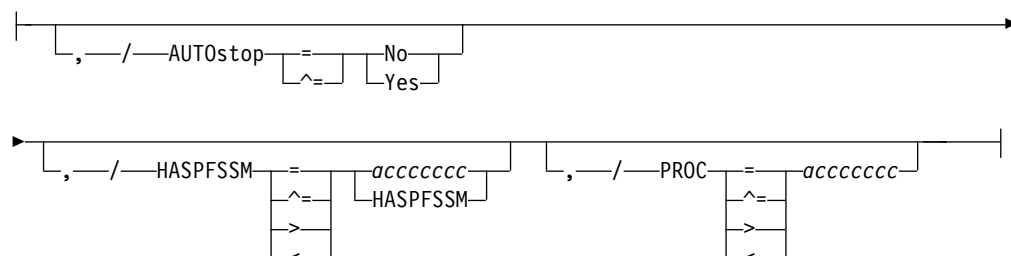 , / AUTOstop = No
^= Yes
, / HASPFSSM = acccccccc , / PROC = acccccccc
^= HASPFSSM ^=
> >
< <